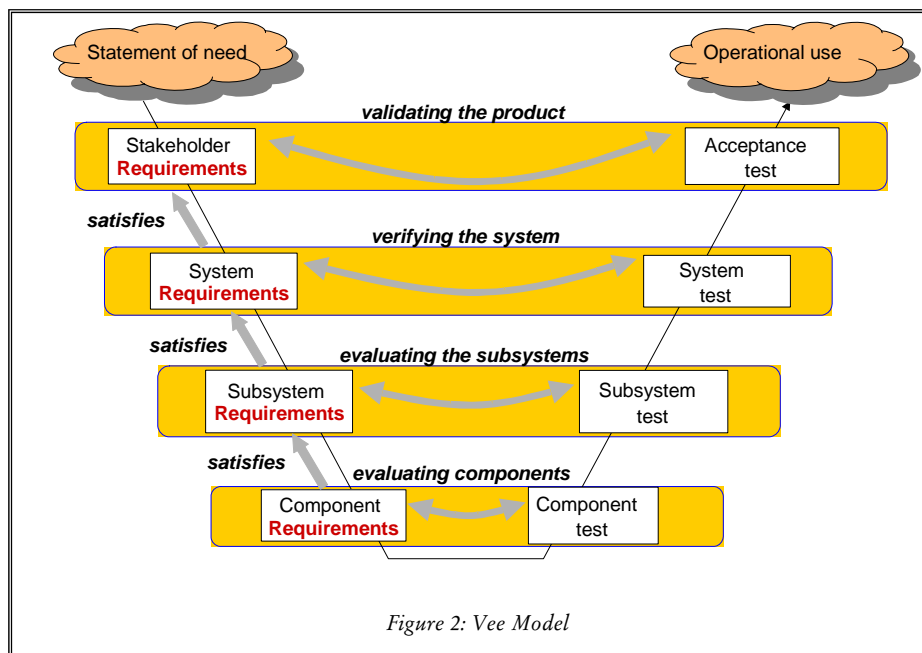 Statement of need
Operational use
validating the product
Stakeholder
Requirements
Acceptance
test
satisfies
verifying the system
System
Requirements
System
test
satisfies
evaluating the subsystems
Subsystem
Requirements
Subsystem
test
satisfies
evaluating components
Component
Requirements
Component
test
Figure 2: Vee Model